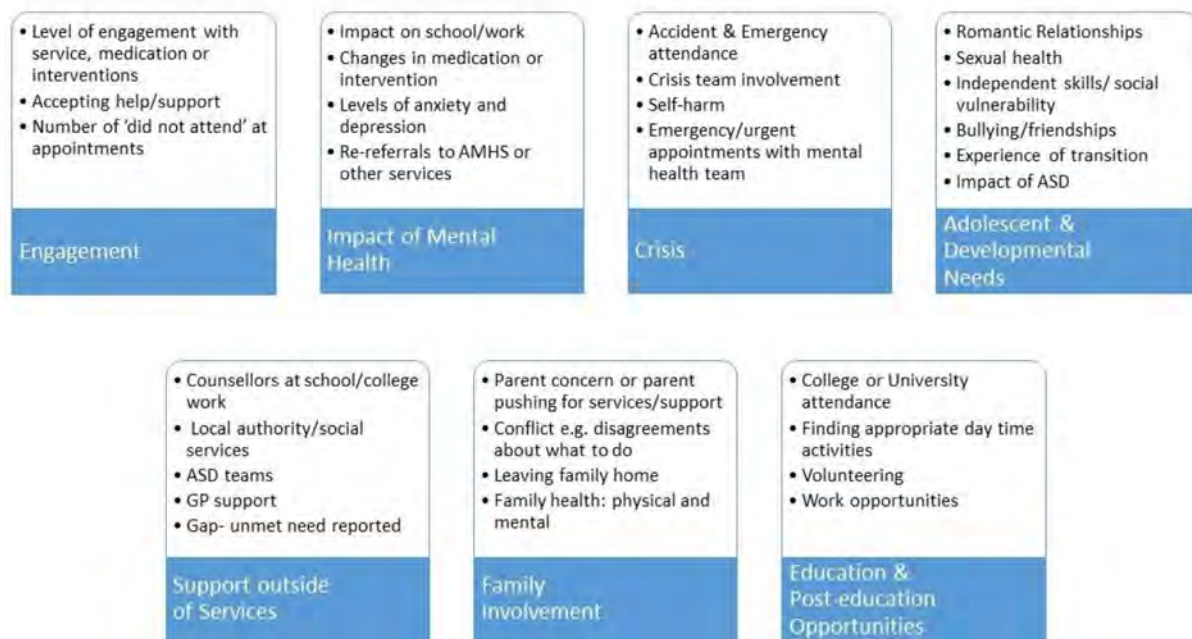 • Level of engagement with
service, medication or
interventions
• Accepting help/support
• Number of 'did not attend' at
appointments
Engagement
• Impact on school/work
• Changes in medication or
intervention
• Levels of anxiety and
depression
• Re-referrals to AMHS or
other services
Impact of Mental
Health
• Accident & Emergency
attendance
• Crisis team involvement
• Self-harm
• Emergency/urgent
appointments with mental
health team
Crisis
• Romantic Relationships
• Sexual health
• Independent skills/ social
vulnerability
• Bullying/friendships
• Experience of transition
• Impact of ASD
Adolescent &
Developmental
Needs
• Counsellors at school/college
work
• Local authority/social
services
• ASD teams
• GP support
• Gap- unmet need reported
Support outside
of Services
• Parent concern or parent
pushing for services/support
• Conflict e.g. disagreements
about what to do
• Leaving family home
• Family health: physical and
mental
Family
Involvement
• College or University
attendance
• Finding appropriate day time
activities
• Volunteering
• Work opportunities
Education &
Post-education
Opportunities